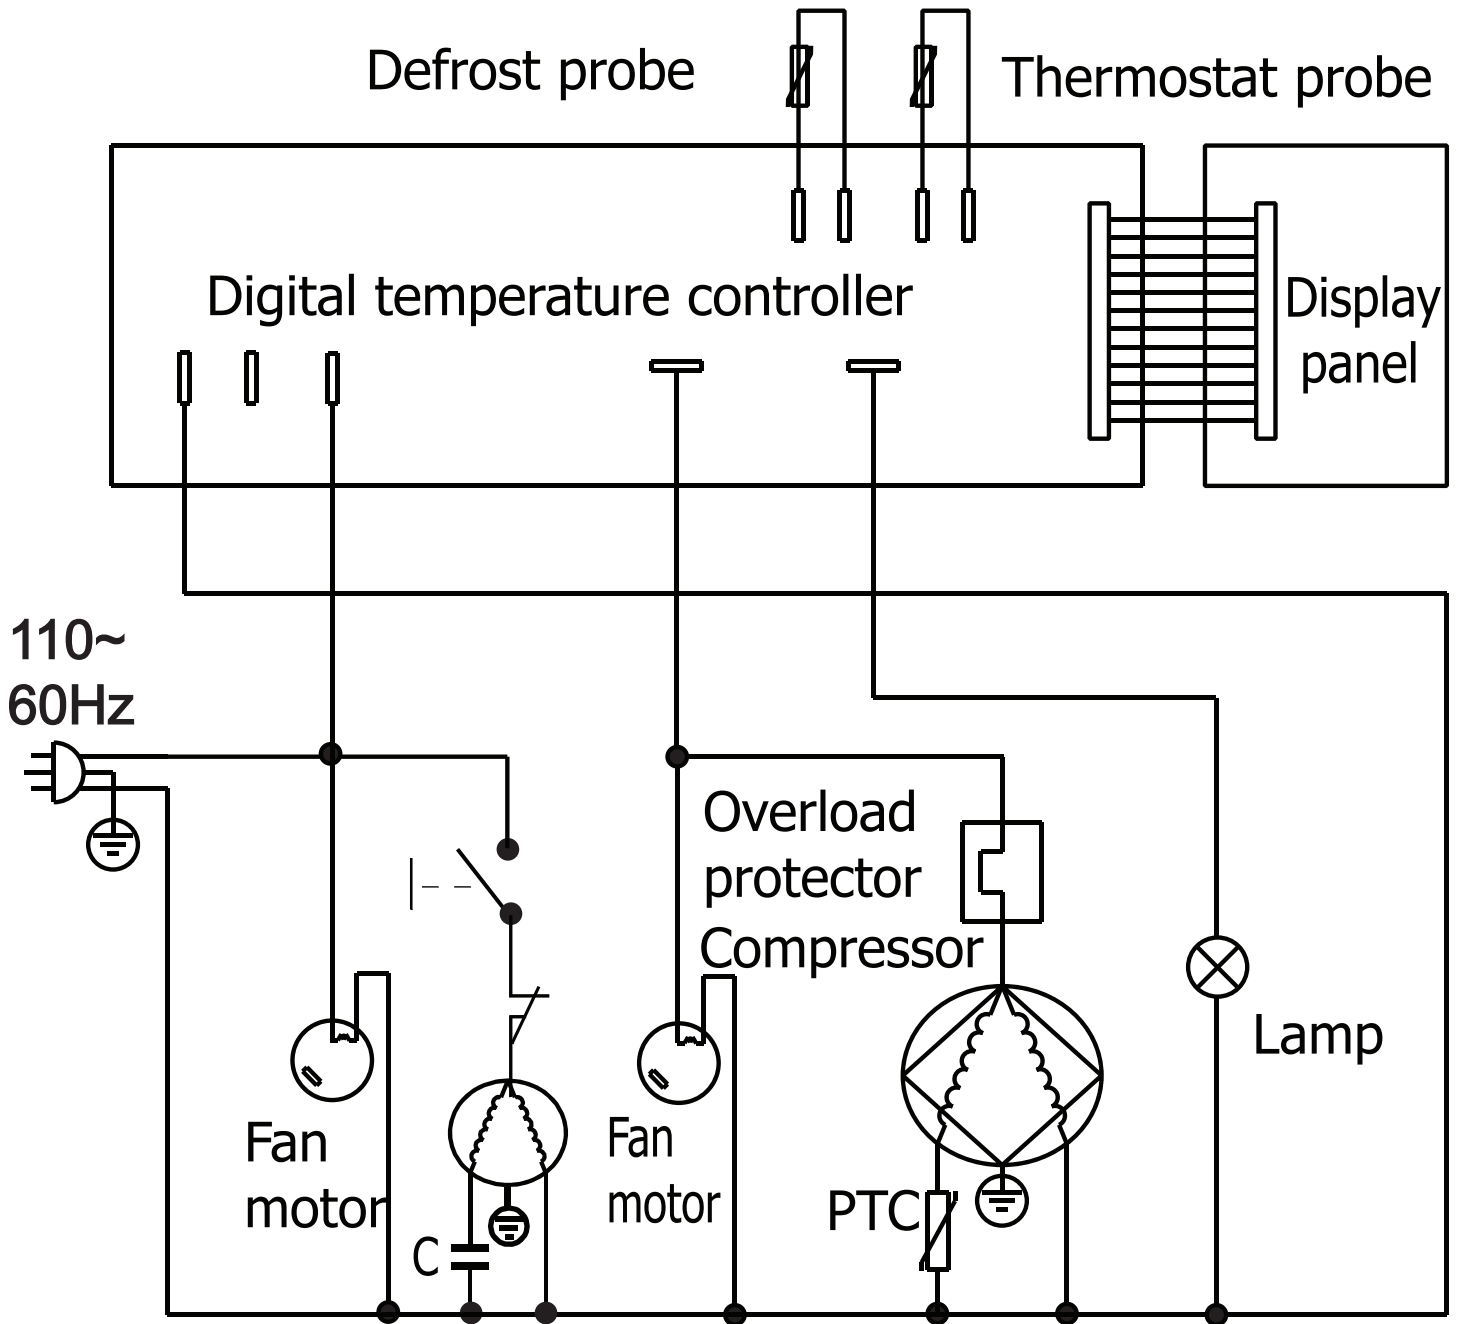 Defrost probe
Thermostat probe
Digital temperature controller
Display
panel
110~
60Hz
Overload
protector
Compressor
Lamp
Fan
motor
Fan
motor
PTC
C